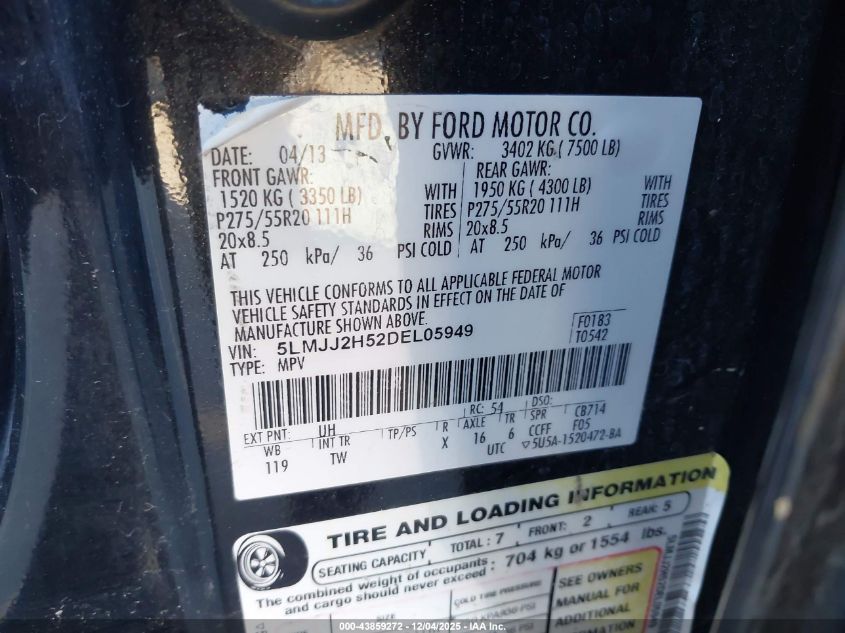 MFD. BY FORD MOTOR CO.
DATE: 04/13 GVWR: 3402 KG ( 7500 LB)
FRONT GAWR: REAR GAWR:
1520 KG ( 3350 LB) WITH 1950 KG ( 4300 LB) WITH
P275/55R20 111H TIRES P275/55R20 111H TIRES
20x8.5 RIMS 20x8.5 RIMS
AT 250 kPa/ 36 PSI COLD AT 250 kPa/ 36 PSI COLD
THIS VEHICLE CONFORMS TO ALL APPLICABLE FEDERAL MOTOR
VEHICLE SAFETY STANDARDS IN EFFECT ON THE DATE OF
MANUFACTURE SHOWN ABOVE.
VIN: 5LMJJ2H52DEL05949 F0183
TYPE: MPV T0542
EXT PNT: UH RC: 54 DSO:
WB INT TR TP/PS R AXLE TR SPR CB714
119 TW X 16 6 CCFF F05
UTC ▽5U5A-1520472-BA
TIRE AND LOADING INFORMATION
SEATING CAPACITY TOTAL: 7 FRONT: 2 REAR: 5
The combined weight of occupants and cargo should never exceed: 704 kg or 1554 lbs.
COLD TIRE PRESSURE
SEE OWNERS
MANUAL FOR
ADDITIONAL
INFORMATION
000-43859272 - 12/04/2025 - IAA Inc.